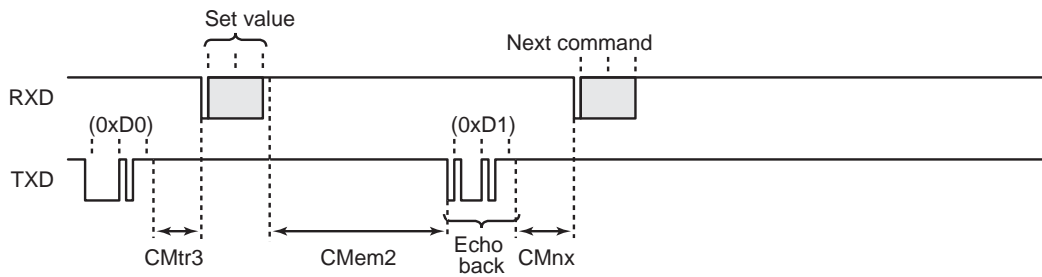 Set value
Next command
RXD
(0xD0)
(0xD1)
TXD
CMtr3
CMem2
Echo
back
CMnx